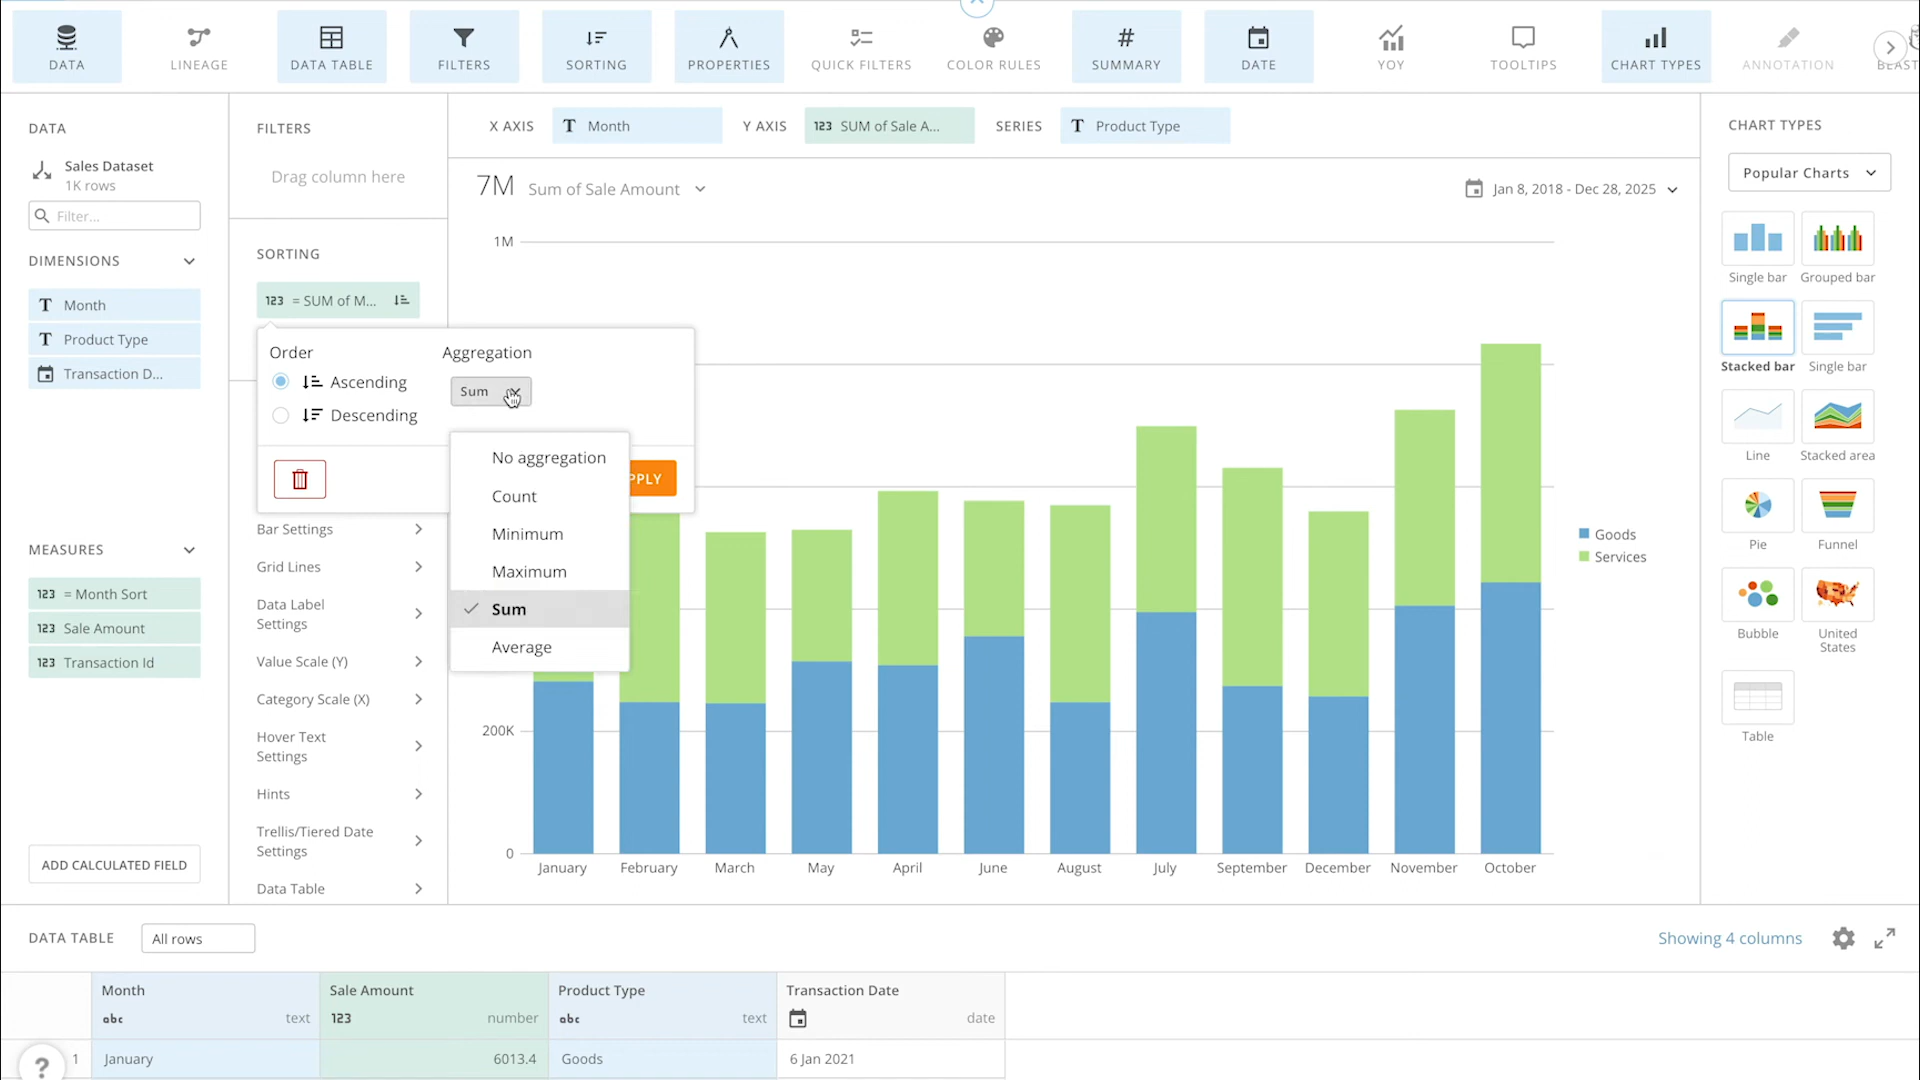 DATA
LINEAGE
DATA TABLE
FILTERS
SORTING
PROPERTIES
QUICK FILTERS
COLOR RULES
# SUMMARY
DATE
YOY
TOOLTIPS
CHART TYPES
ANNOTATION
BEAST
DATA
Sales Dataset
1K rows
Filter...
DIMENSIONS
T Month
T Product Type
Transaction D...
MEASURES
123 = Month Sort
123 Sale Amount
123 Transaction Id
ADD CALCULATED FIELD
FILTERS
Drag column here
SORTING
123 = SUM of M...
Order
Ascending
Descending
Aggregation
Sum
No aggregation
Count
Minimum
Maximum
Sum
Average
PPLY
Bar Settings
Grid Lines
Data Label
Settings
Value Scale (Y)
Category Scale (X)
Hover Text
Settings
Hints
Trellis/Tiered Date
Settings
Data Table
X AXIS T Month Y AXIS 123 SUM of Sale A... SERIES T Product Type
7M Sum of Sale Amount
Jan 8, 2018 - Dec 28, 2025
1M
200K
0
January February March May April June August July September December November October
Goods
Services
CHART TYPES
Popular Charts
Single bar Grouped bar
Stacked bar Single bar
Line Stacked area
Pie Funnel
Bubble United
States
Table
DATA TABLE All rows Showing 4 columns
Month Sale Amount Product Type Transaction Date
abc text 123 number abc text date
? 1 January 6013.4 Goods 6 Jan 2021